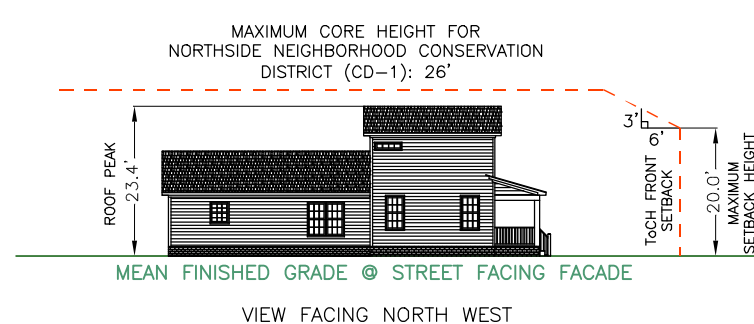 MAXIMUM CORE HEIGHT FOR
NORTHSIDE NEIGHBORHOOD CONSERVATION
DISTRICT (CD-1): 26'
ROOF PEAK
23.4'
3'
6'
ToCH FRONT
SETBACK
20.0'
MAXIMUM
SETBACK HEIGHT
MEAN FINISHED GRADE @ STREET FACING FACADE
VIEW FACING NORTH WEST